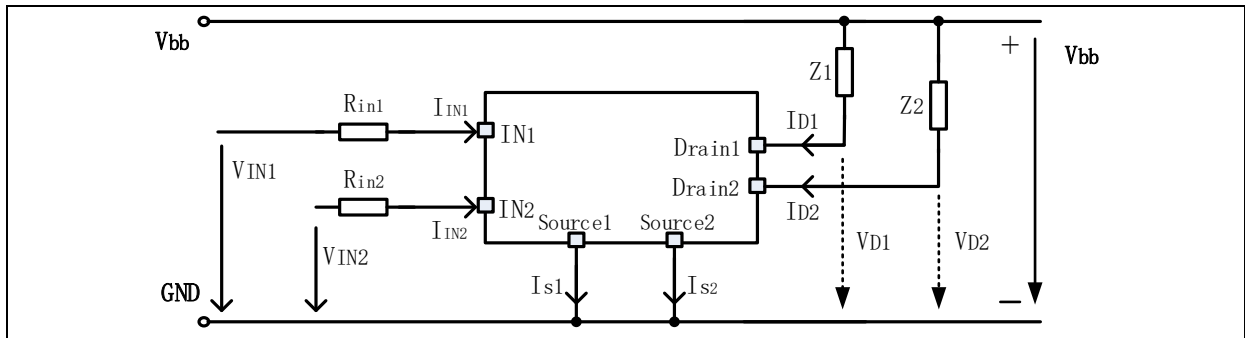 Vbb
+
Vbb
Z1
Z2
Rin1
IIN1
IN1
ID1
Drain1
VIN1
Rin2
IIN2
IN2
Drain2
ID2
Source1
Source2
VIN2
VD1
VD2
GND
Is1
Is2
−